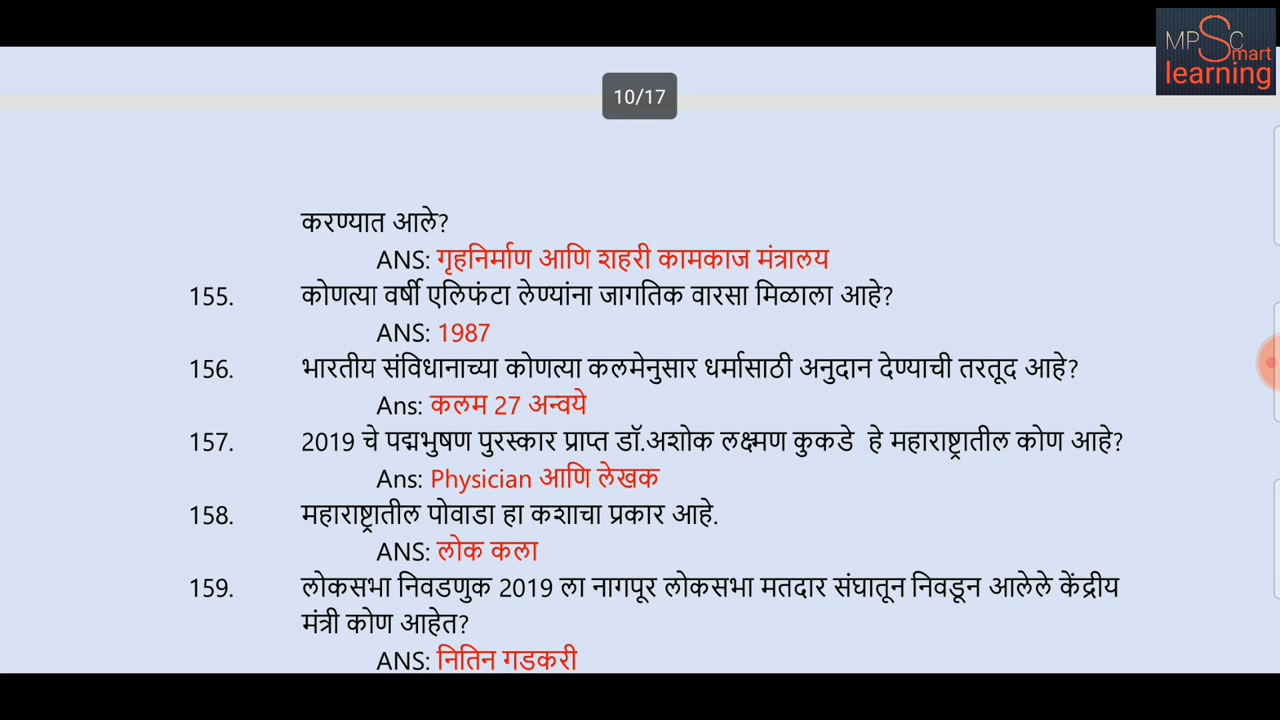 MPSC
Smart
learning
10/17
करण्यात आले?
ANS: गृहनिर्माण आणि शहरी कामकाज मंत्रालय
155. कोणत्या वर्षी एलिफंटा लेण्यांना जागतिक वारसा मिळाला आहे?
ANS: 1987
156. भारतीय संविधानाच्या कोणत्या कलमेनुसार धर्मासाठी अनुदान देण्याची तरतूद आहे?
Ans: कलम 27 अन्वये
157. 2019 चे पद्मभुषण पुरस्कार प्राप्त डॉ.अशोक लक्ष्मण कुकडे हे महाराष्ट्रातील कोण आहे?
Ans: Physician आणि लेखक
158. महाराष्ट्रातील पोवाडा हा कशाचा प्रकार आहे.
ANS: लोक कला
159. लोकसभा निवडणुक 2019 ला नागपूर लोकसभा मतदार संघातून निवडून आलेले केंद्रीय
मंत्री कोण आहेत?
ANS: नितिन गडकरी